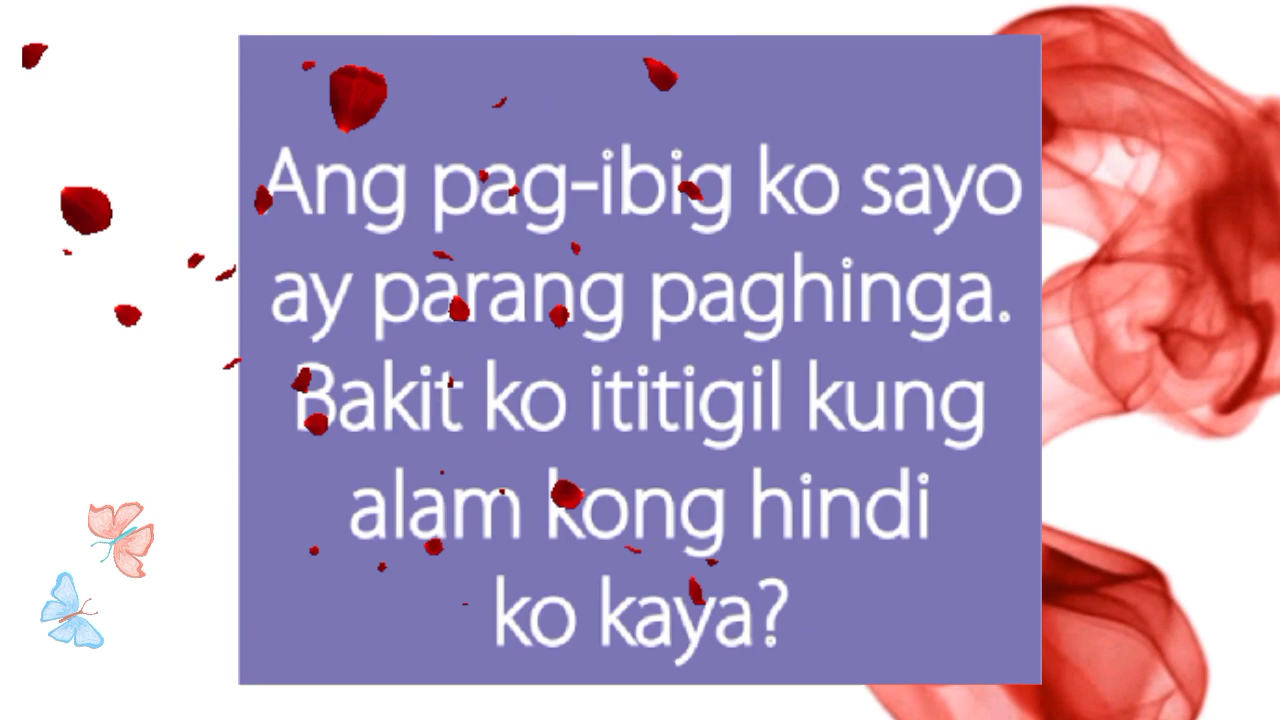 Ang pag-ibig ko sayo
ay parang paghinga.
Bakit ko ititigil kung
alam kong hindi
ko kaya?